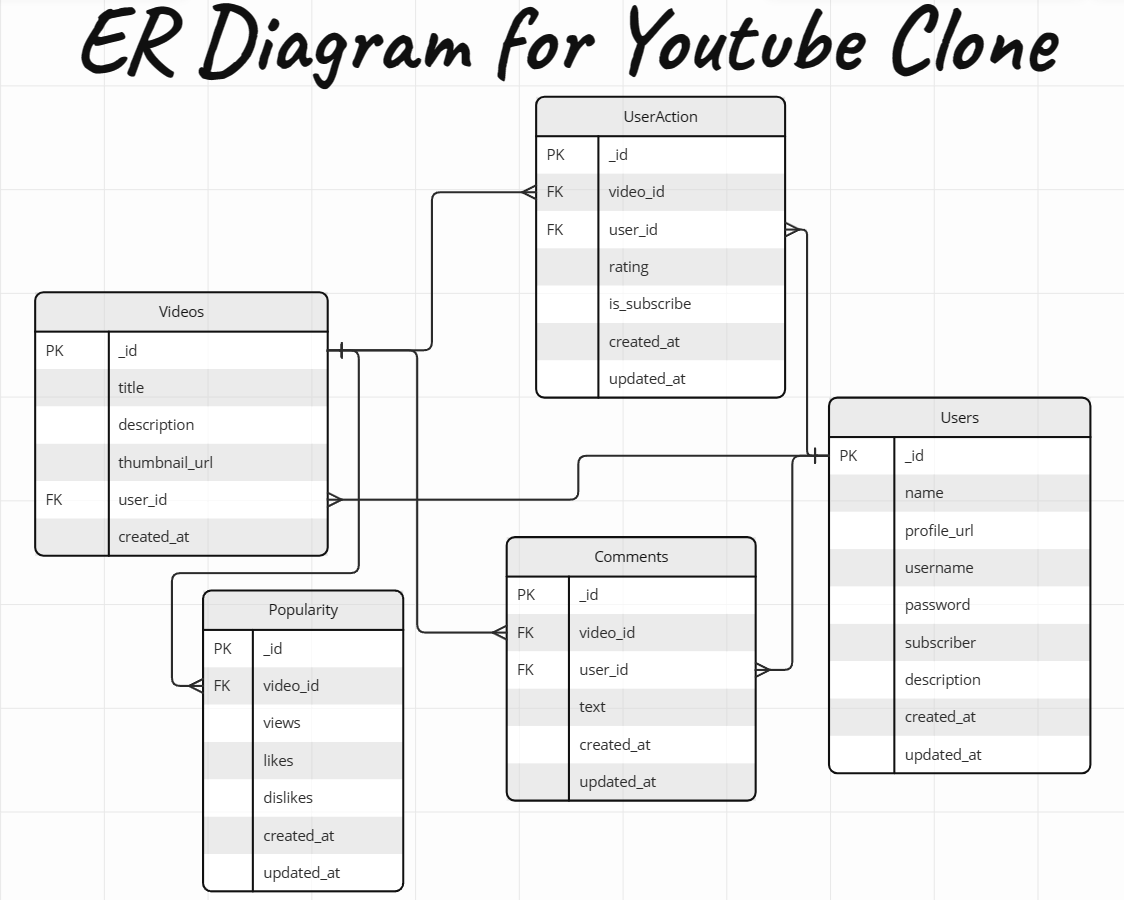 ER Diagram for Youtube Clone
UserAction
PK _id
FK video_id
FK user_id
rating
is_subscribe
created_at
updated_at
Videos
PK _id
title
description
thumbnail_url
FK user_id
created_at
Users
PK _id
name
profile_url
username
password
subscriber
description
created_at
updated_at
Comments
PK _id
FK video_id
FK user_id
text
created_at
updated_at
Popularity
PK _id
FK video_id
views
likes
dislikes
created_at
updated_at